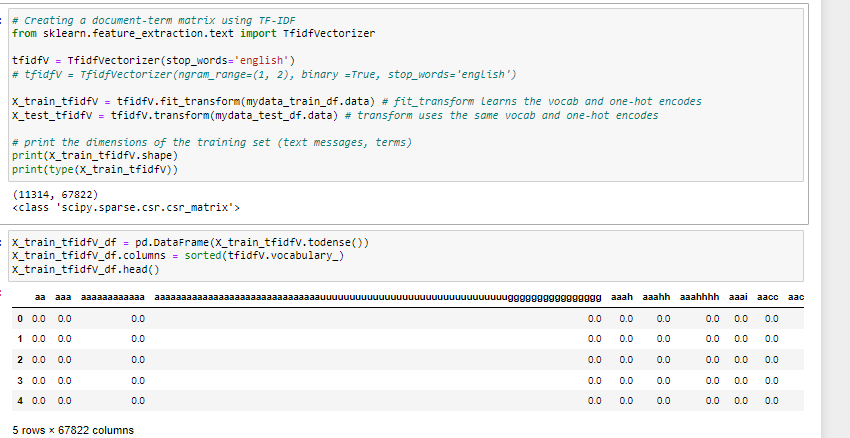 # Creating a document-term matrix using TF-IDF
from sklearn.feature_extraction.text import TfidfVectorizer
tfidfV = TfidfVectorizer(stop_words='english')
# tfidfV = TfidfVectorizer(ngram_range=(1, 2), binary =True, stop_words='english')
X_train_tfidfV = tfidfV.fit_transform(mydata_train_df.data) # fit_transform learns the vocab and one-hot encodes
X_test_tfidfV = tfidfV.transform(mydata_test_df.data) # transform uses the same vocab and one-hot encodes
# print the dimensions of the training set (text messages, terms)
print(X_train_tfidfV.shape)
print(type(X_train_tfidfV))
(11314, 67822)
<class 'scipy.sparse.csr.csr_matrix'>
X_train_tfidfV_df = pd.DataFrame(X_train_tfidfV.todense())
X_train_tfidfV_df.columns = sorted(tfidfV.vocabulary_)
X_train_tfidfV_df.head()
aa aaa aaaaaaaaaaaa aaah aaahh aaahhhh aaai aacc aac
0 0.0 0.0 0.0 0.0 0.0 0.0 0.0 0.0 0.0
1 0.0 0.0 0.0 0.0 0.0 0.0 0.0 0.0 0.0
2 0.0 0.0 0.0 0.0 0.0 0.0 0.0 0.0 0.0
3 0.0 0.0 0.0 0.0 0.0 0.0 0.0 0.0 0.0
4 0.0 0.0 0.0 0.0 0.0 0.0 0.0 0.0 0.0
5 rows × 67822 columns